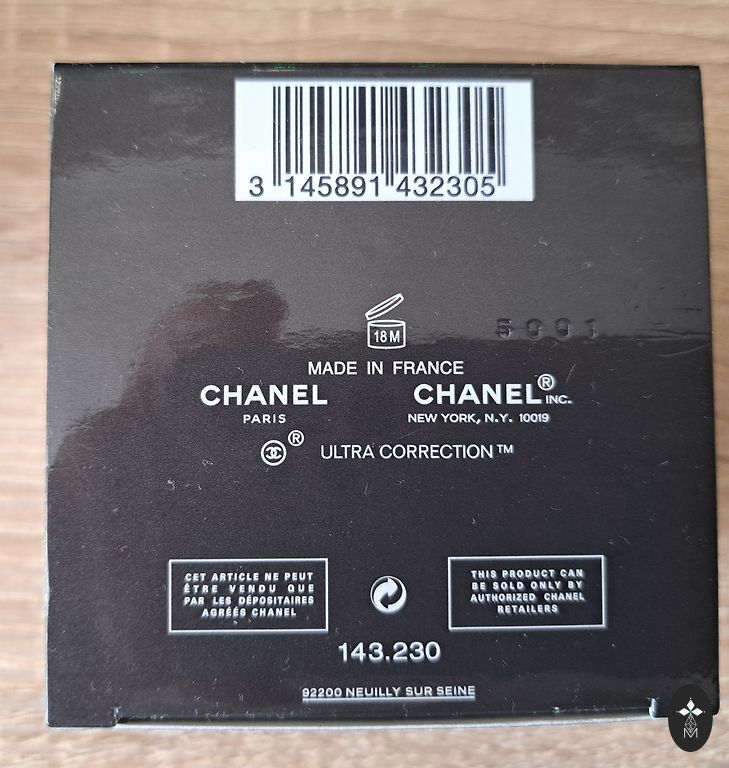 3 145891 432305
18 M
5001
MADE IN FRANCE
CHANEL
PARIS
CHANEL® INC.
NEW YORK, N.Y. 10019
® ULTRA CORRECTION™
CET ARTICLE NE PEUT
ÊTRE VENDU QUE
PAR LES DÉPOSITAIRES
AGRÉÉS CHANEL
THIS PRODUCT CAN
BE SOLD ONLY BY
AUTHORIZED CHANEL
RETAILERS
143.230
92200 NEUILLY SUR SEINE
M